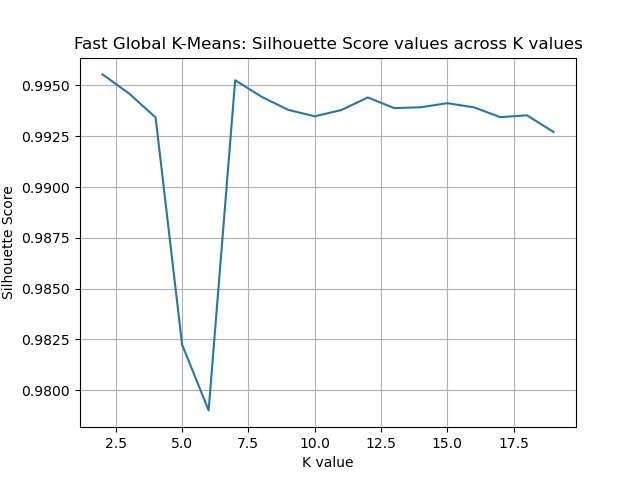 Fast Global K-Means: Silhouette Score values across K values
Silhouette Score
0.9950
0.9925
0.9900
0.9875
0.9850
0.9825
0.9800
2.5 5.0 7.5 10.0 12.5 15.0 17.5
K value